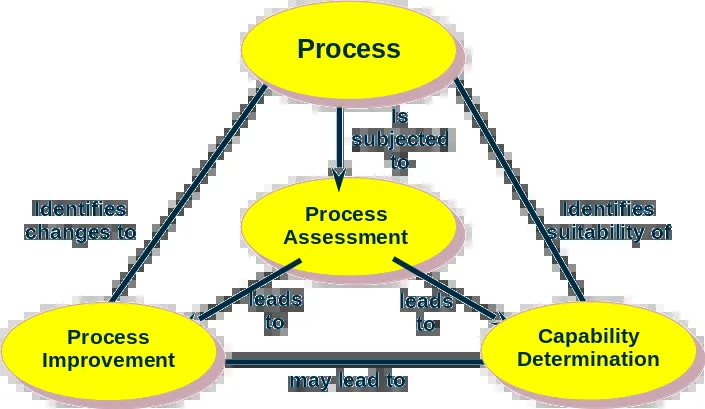 Process
Is
subjected
to
Identifies
changes to
Identifies
suitability of
Process
Assessment
leads
to
leads
to
Process
Improvement
Capability
Determination
may lead to